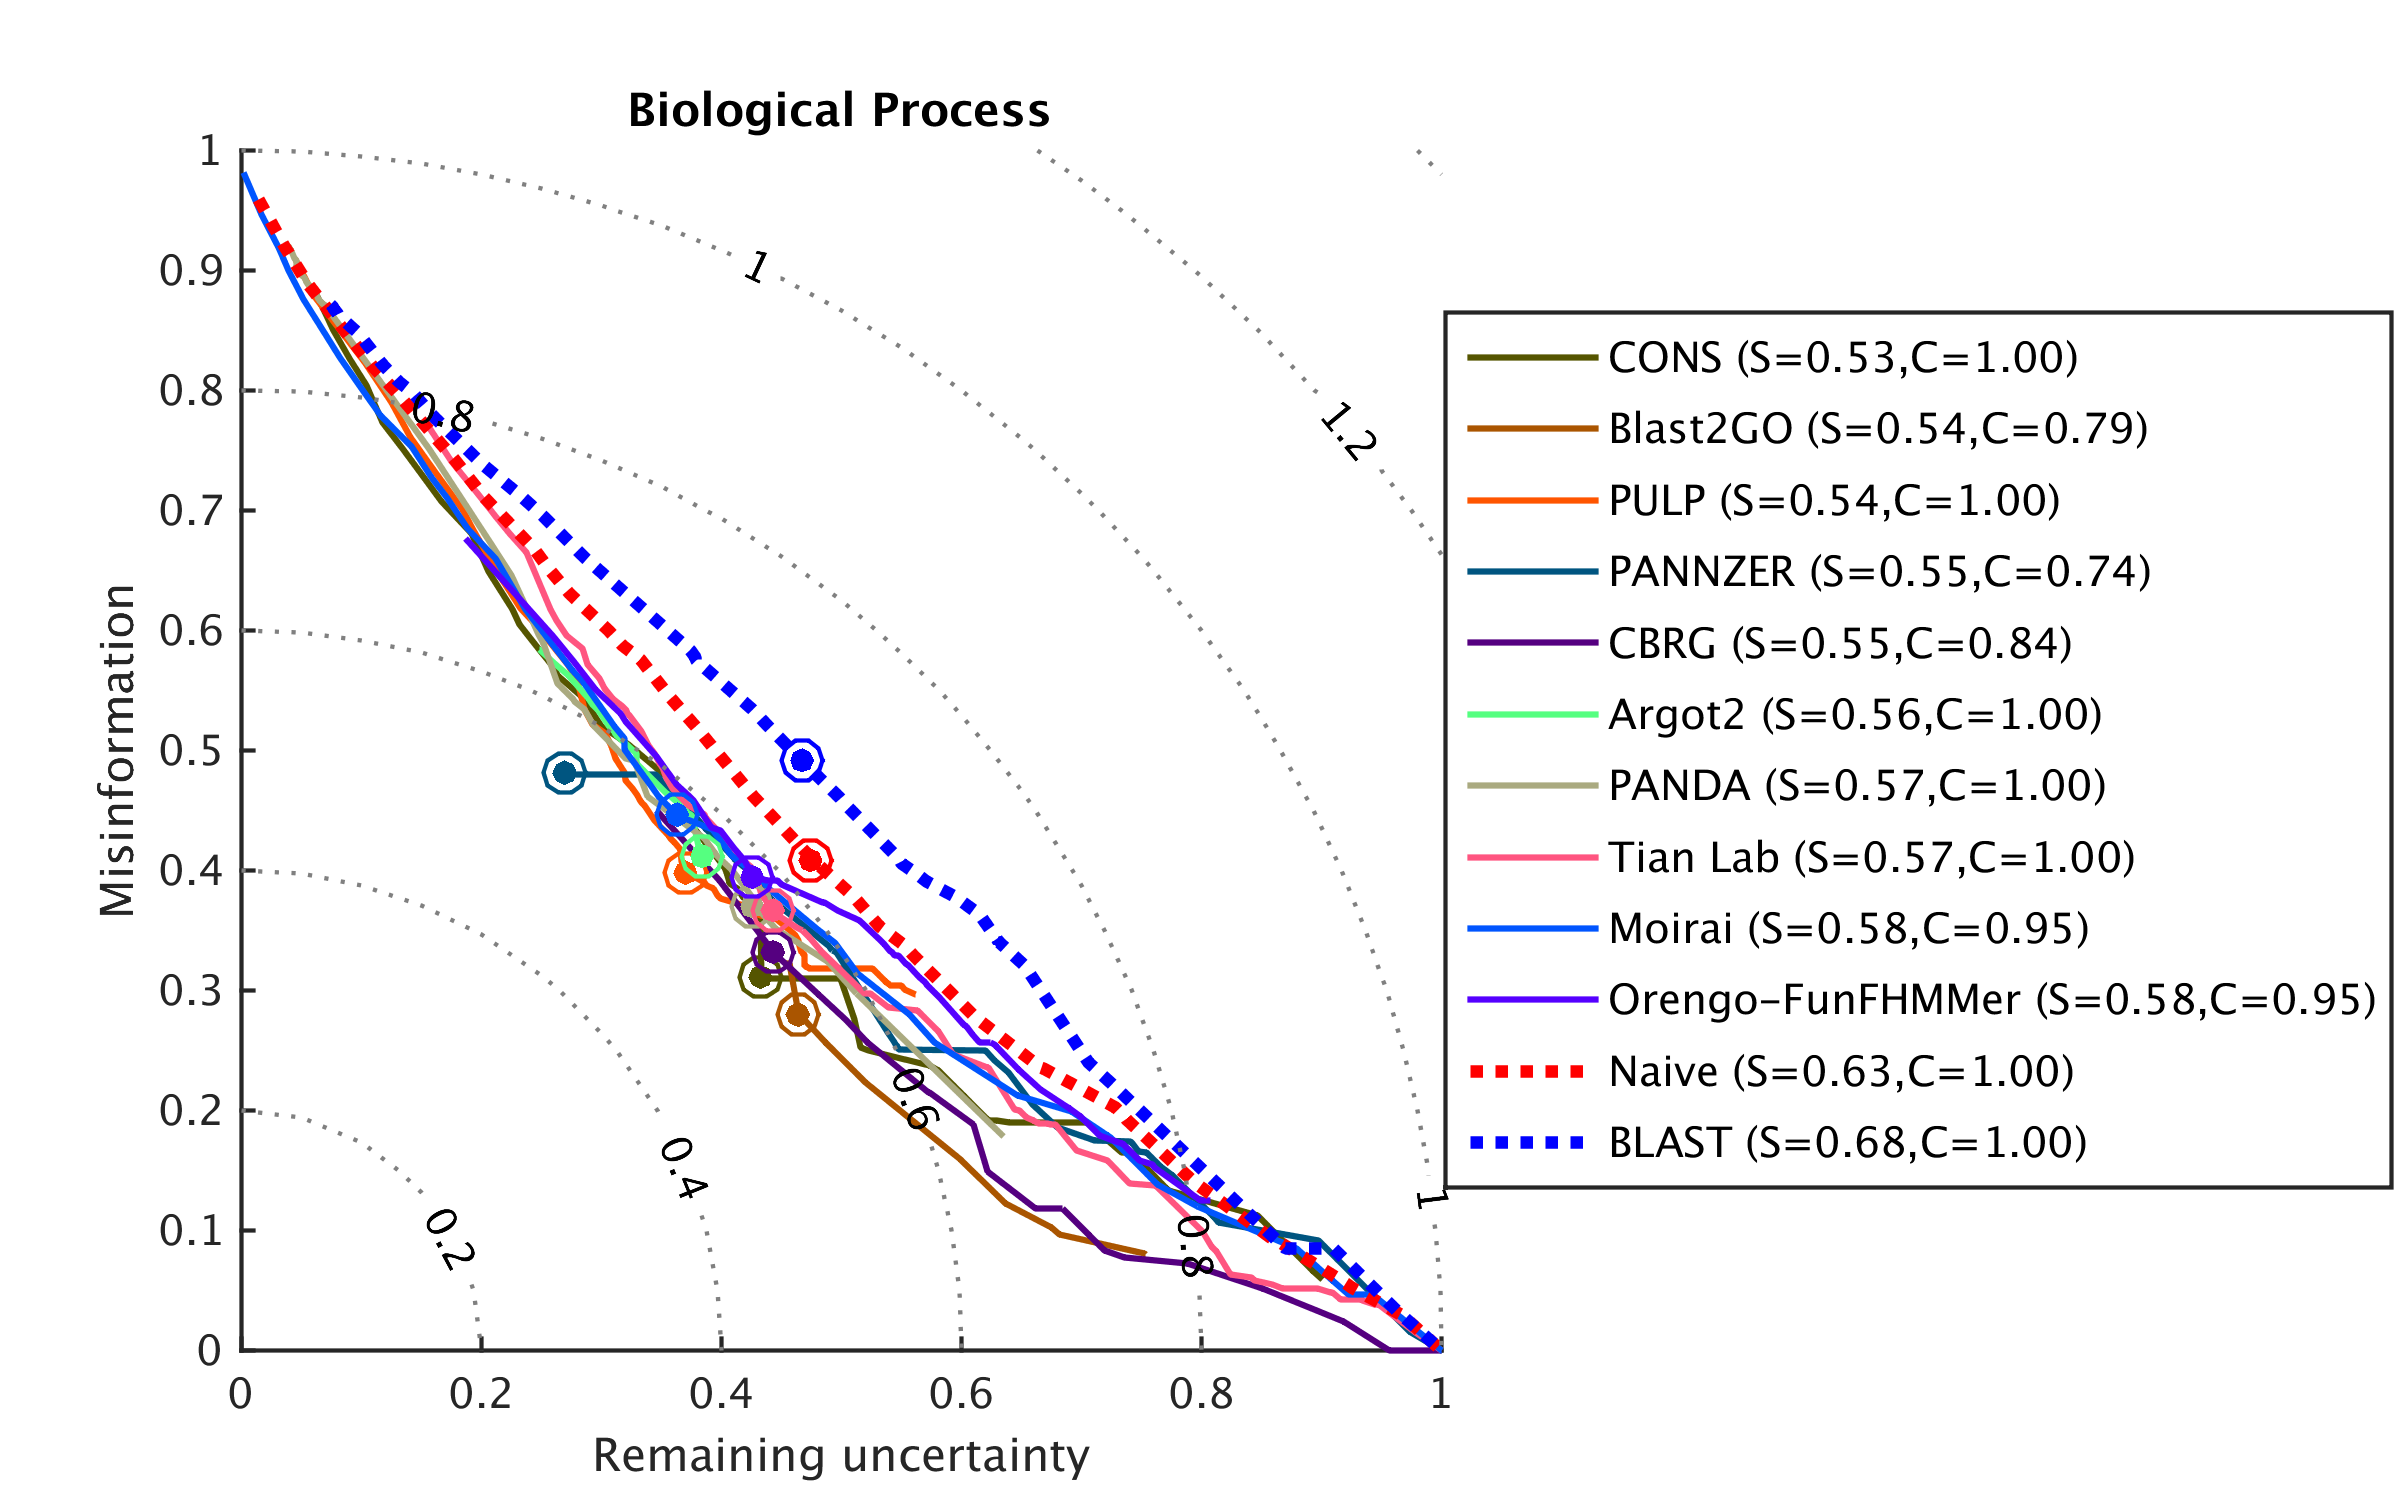 Biological Process
1
0.9
0.8
0.7
0.6
0.5
0.4
0.3
0.2
0.1
0
Misinformation
0
0.2
0.4
0.6
0.8
1
Remaining uncertainty
1
1.2
0.8
0.6
0.4
0.2
0.8
1
CONS (S=0.53,C=1.00)
Blast2GO (S=0.54,C=0.79)
PULP (S=0.54,C=1.00)
PANNZER (S=0.55,C=0.74)
CBRG (S=0.55,C=0.84)
Argot2 (S=0.56,C=1.00)
PANDA (S=0.57,C=1.00)
Tian Lab (S=0.57,C=1.00)
Moirai (S=0.58,C=0.95)
Orengo-FunFHMMer (S=0.58,C=0.95)
Naive (S=0.63,C=1.00)
BLAST (S=0.68,C=1.00)